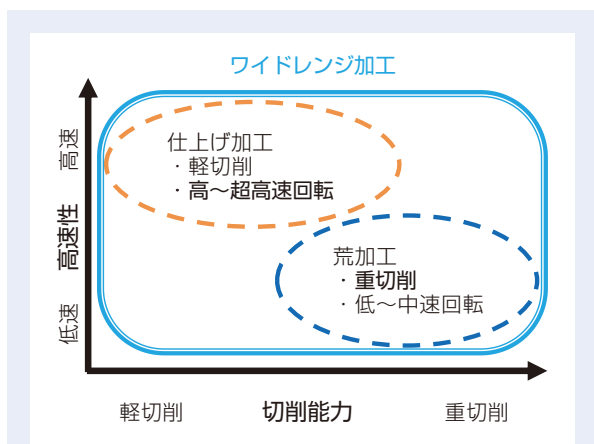 ワイドレンジ加工
仕上げ加工
・軽切削
・高～超高速回転
荒加工
・重切削
・低～中速回転
高速
高速性
低速
軽切削
切削能力
重切削